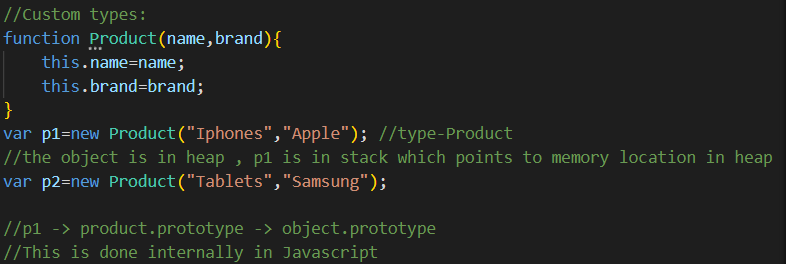 //Custom types:
function Product(name,brand){
    this.name=name;
    this.brand=brand;
}
var p1=new Product("Iphones","Apple"); //type-Product
//the object is in heap , p1 is in stack which points to memory location in heap
var p2=new Product("Tablets","Samsung");
//p1 -> product.prototype -> object.prototype
//This is done internally in Javascript